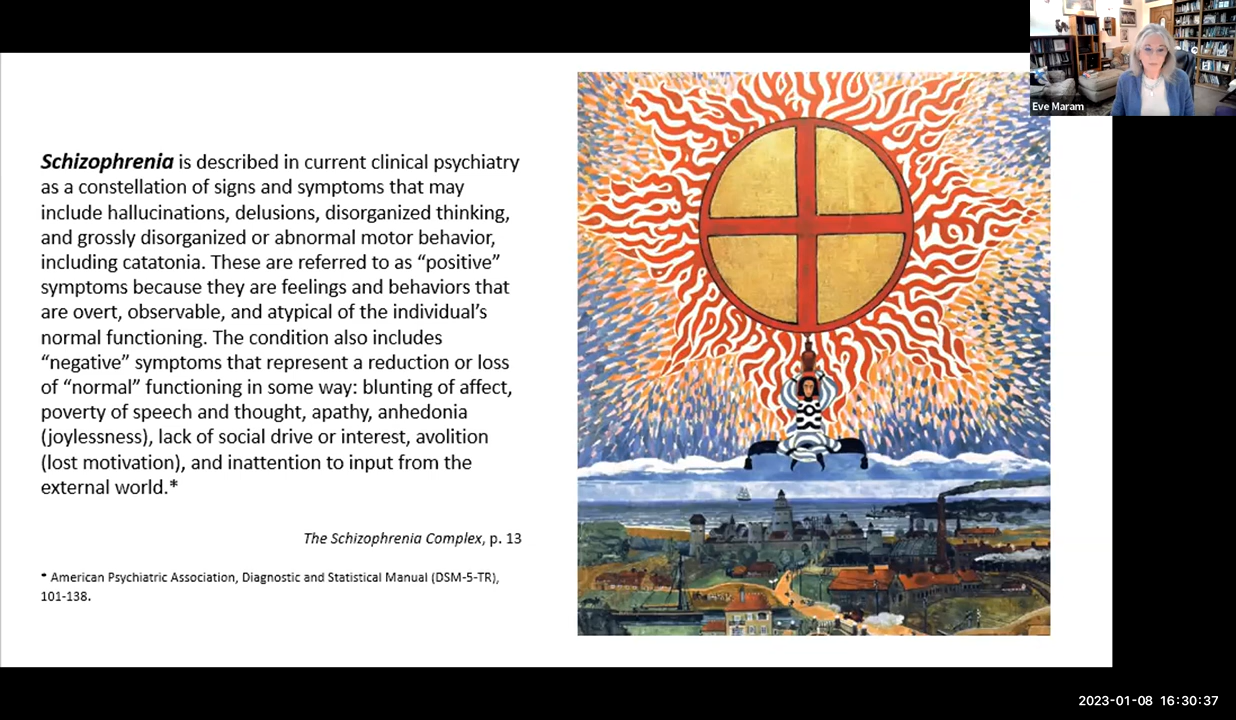 Eve Maram
Schizophrenia is described in current clinical psychiatry
as a constellation of signs and symptoms that may
include hallucinations, delusions, disorganized thinking,
and grossly disorganized or abnormal motor behavior,
including catatonia. These are referred to as “positive”
symptoms because they are feelings and behaviors that
are overt, observable, and atypical of the individual’s
normal functioning. The condition also includes
“negative” symptoms that represent a reduction or loss
of “normal” functioning in some way: blunting of affect,
poverty of speech and thought, apathy, anhedonia
(joylessness), lack of social drive or interest, avolition
(lost motivation), and inattention to input from the
external world.*
The Schizophrenia Complex, p. 13
* American Psychiatric Association, Diagnostic and Statistical Manual (DSM-5-TR),
101-138.
2023-01-08 16:30:37